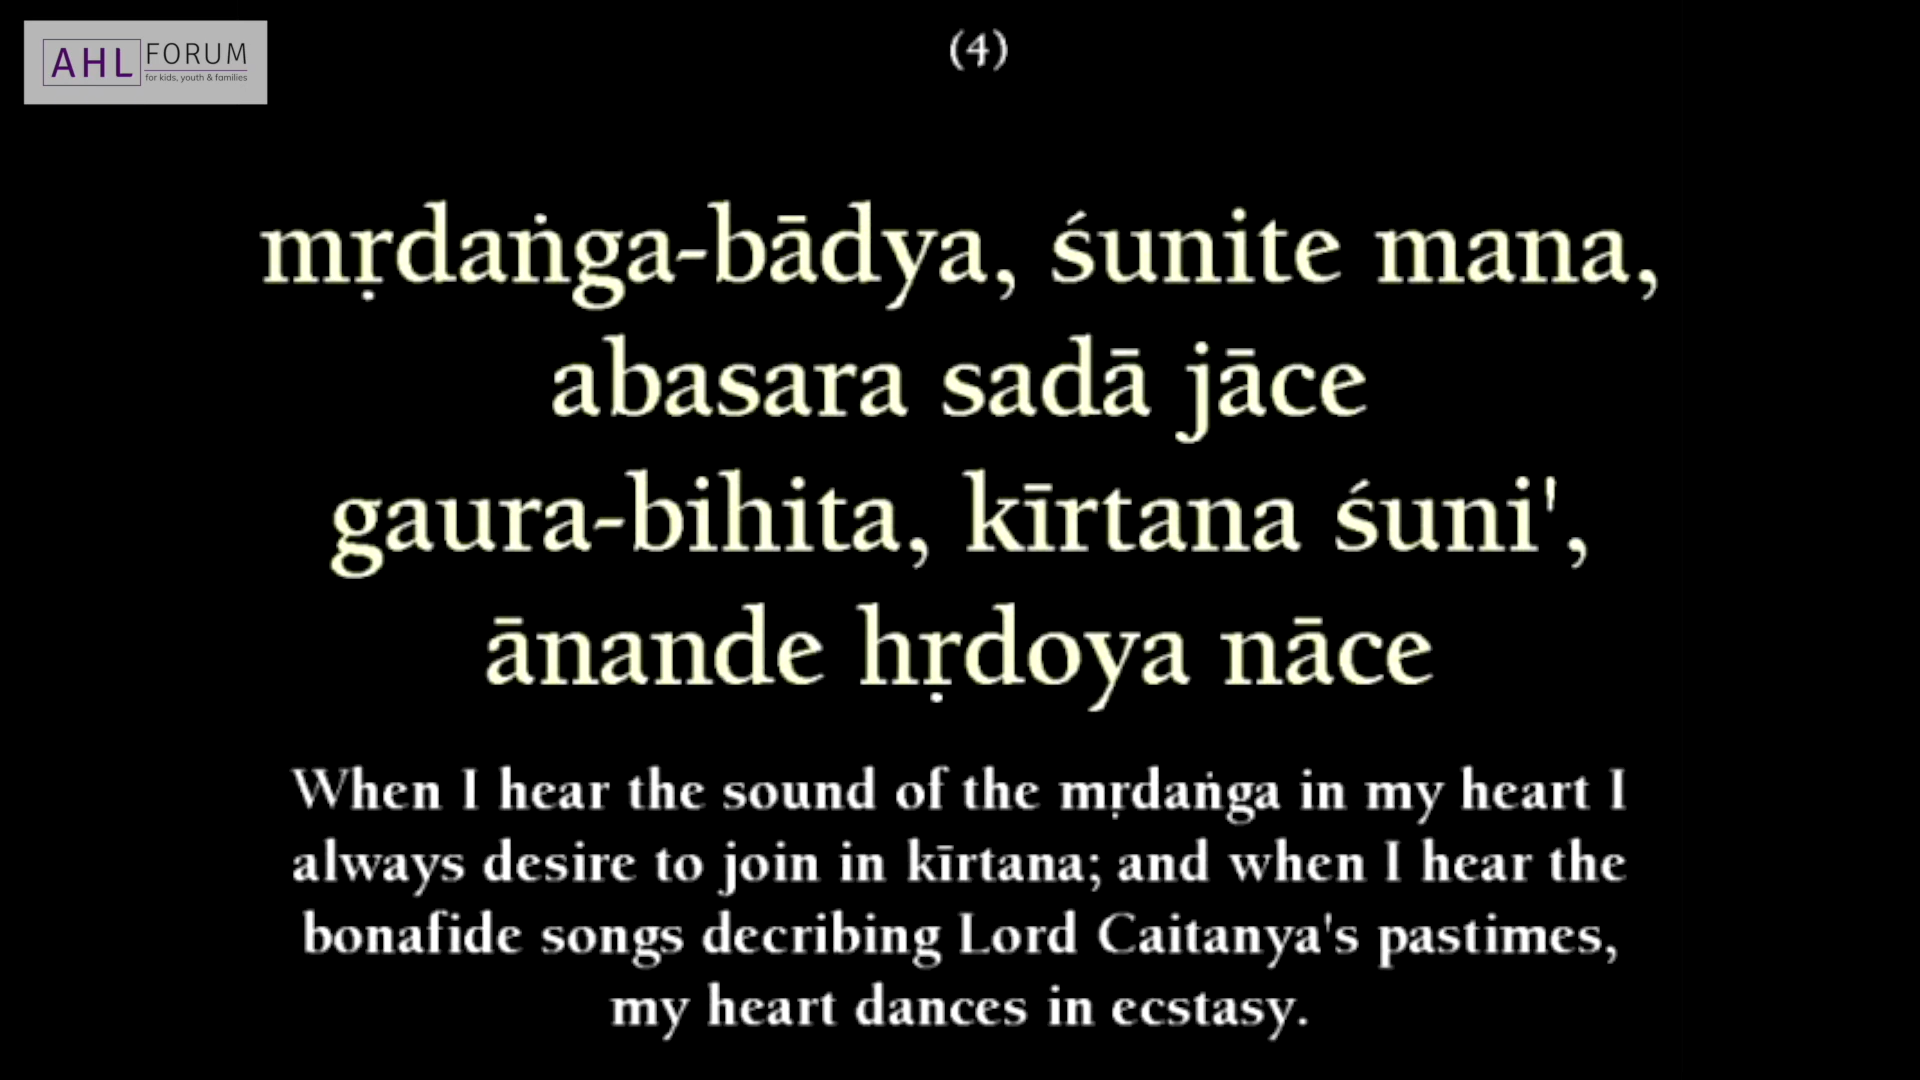 AHL FORUM
for kids, youth & families
(4)
mṛdaṅga-bādya, śunite mana,
abasara sadā jāce
gaura-bihita, kīrtana śuni',
ānande hṛdoya nāce
When I hear the sound of the mṛdaṅga in my heart I
always desire to join in kīrtana; and when I hear the
bonafide songs decribing Lord Caitanya's pastimes,
my heart dances in ecstasy.